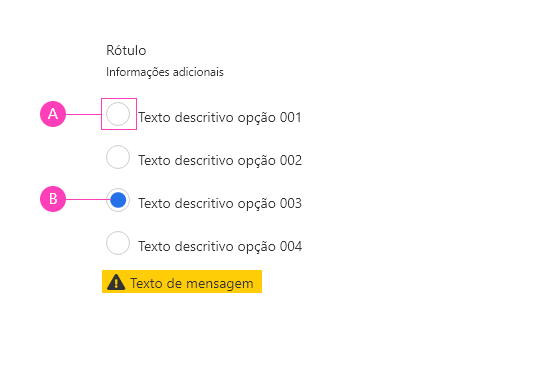 Rótulo
Informações adicionais
A
Texto descritivo opção 001
Texto descritivo opção 002
B
Texto descritivo opção 003
Texto descritivo opção 004
Texto de mensagem